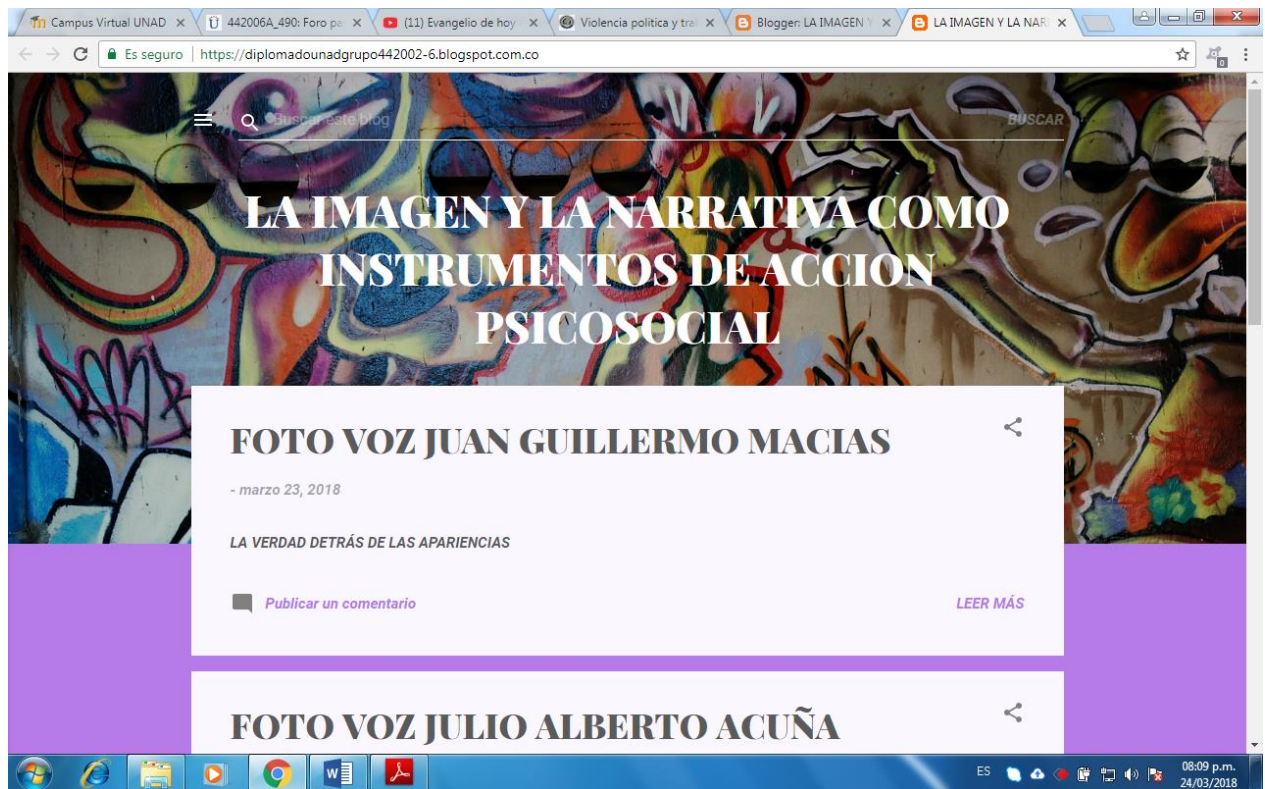 Campus Virtual UNAD
442006A_490: Foro pa
(11) Evangelio de hoy
Violencia politica y tra
Blogger: LA IMAGEN Y
LA IMAGEN Y LA NAR
Es seguro
https://diplomadounadgrupo442002-6.blogspot.com.co
0
Buscar este blog
BUSCAR
LA IMAGEN Y LA NARRATIVA COMO
INSTRUMENTOS DE ACCION
PSICOSOCIAL
FOTO VOZ JUAN GUILLERMO MACIAS
- marzo 23, 2018
LA VERDAD DETRÁS DE LAS APARIENCIAS
Publicar un comentario
LEER MÁS
FOTO VOZ JULIO ALBERTO ACUÑA
ES
08:09 p.m.
24/03/2018